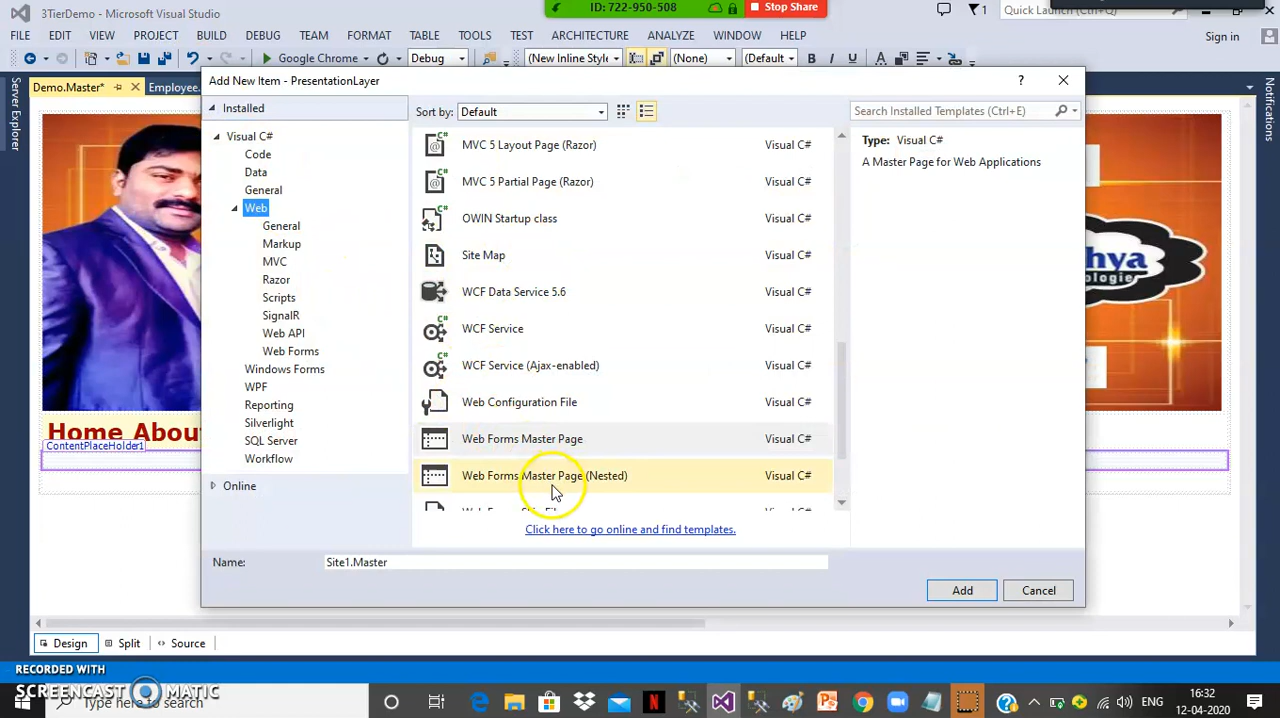 3TierDemo - Microsoft Visual Studio
ID: 722-950-508
Stop Share
1
Quick Launch (Ctrl+Q)
FILE EDIT VIEW PROJECT BUILD DEBUG TEAM FORMAT TABLE TOOLS TEST ARCHITECTURE ANALYZE WINDOW HELP
Sign in
Google Chrome Debug (New Inline Style (None) (Default) B I U A
Demo.Master* Employee.
Server Explorer
Notifications
Add New Item - PresentationLayer
?
Installed
Sort by: Default
Search Installed Templates (Ctrl+E)
Visual C#
Code
Data
General
Web
General
Markup
MVC
Razor
Scripts
SignalR
Web API
Web Forms
Windows Forms
WPF
Reporting
Silverlight
SQL Server
Workflow
Online
MVC 5 Layout Page (Razor) Visual C#
MVC 5 Partial Page (Razor) Visual C#
OWIN Startup class Visual C#
Site Map Visual C#
WCF Data Service 5.6 Visual C#
WCF Service Visual C#
WCF Service (Ajax-enabled) Visual C#
Web Configuration File Visual C#
Web Forms Master Page Visual C#
Web Forms Master Page (Nested) Visual C#
Click here to go online and find templates.
Type: Visual C#
A Master Page for Web Applications
Name: Site1.Master
Add Cancel
Home Abou
ContentPlaceHolder1
hya
ologie
Design Split Source
RECORDED WITH
SCREENCAST MATIC
Type here to search
ENG
16:32
12-04-2020